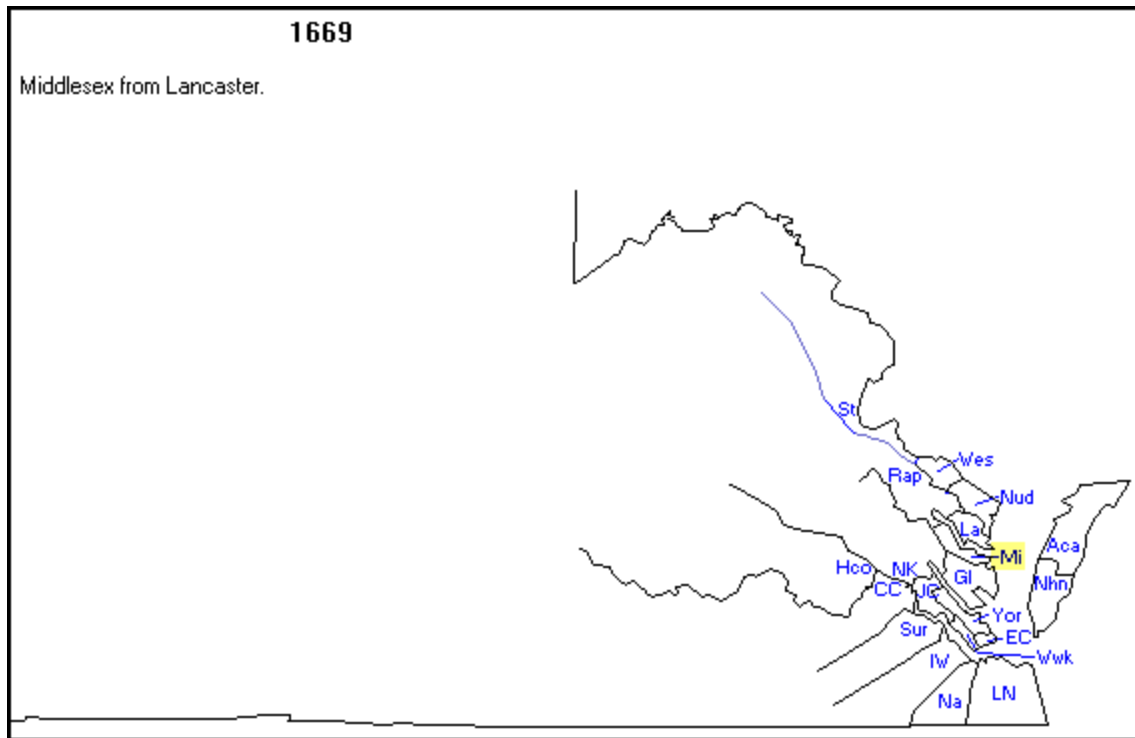 1669
Middlesex from Lancaster.
St
Wes
Rap
Nud
La
Aca
Mi
Hco
NK
Gl
CC
JC
Nhn
Yor
Sur
EC
IW
Wwk
Na
LN